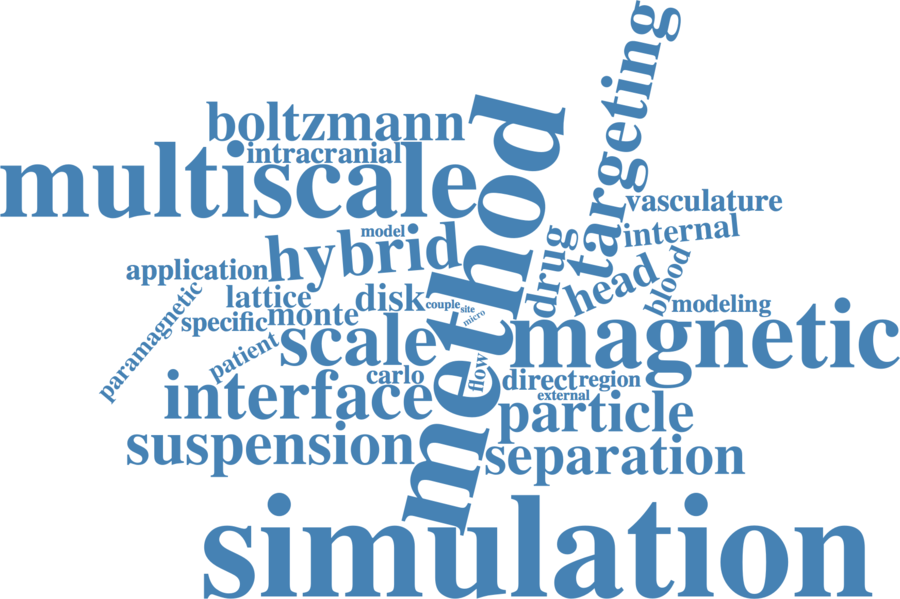 targeting
boltzmann
method
intracranial
multiscale
vasculature
model
internal
hybrid
drug
application
head
blood
lattice
disk
couple
site
modeling
paramagnetic
specific
monte
micro
magnetic
scale
patient
carlo
flow
direct
region
interface
external
particle
suspension
separation
simulation